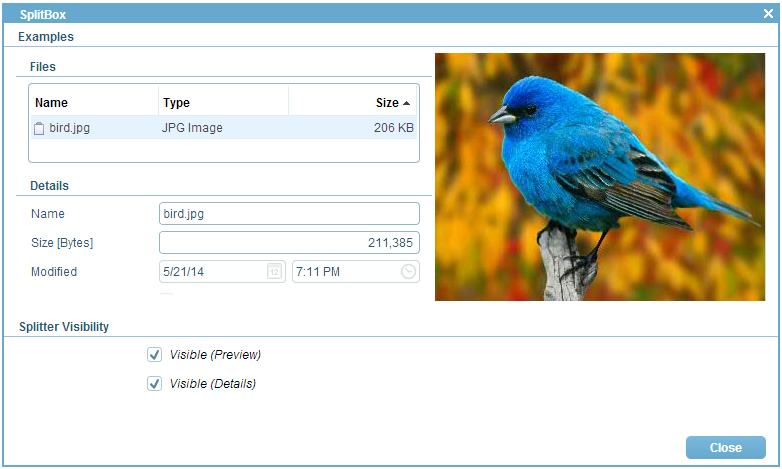 SplitBox
Examples
Files
Name Type Size
bird.jpg JPG Image 206 KB
Details
Name bird.jpg
Size [Bytes] 211,385
Modified 5/21/14 12 7:11 PM
Splitter Visibility
Visible (Preview)
Visible (Details)
Close